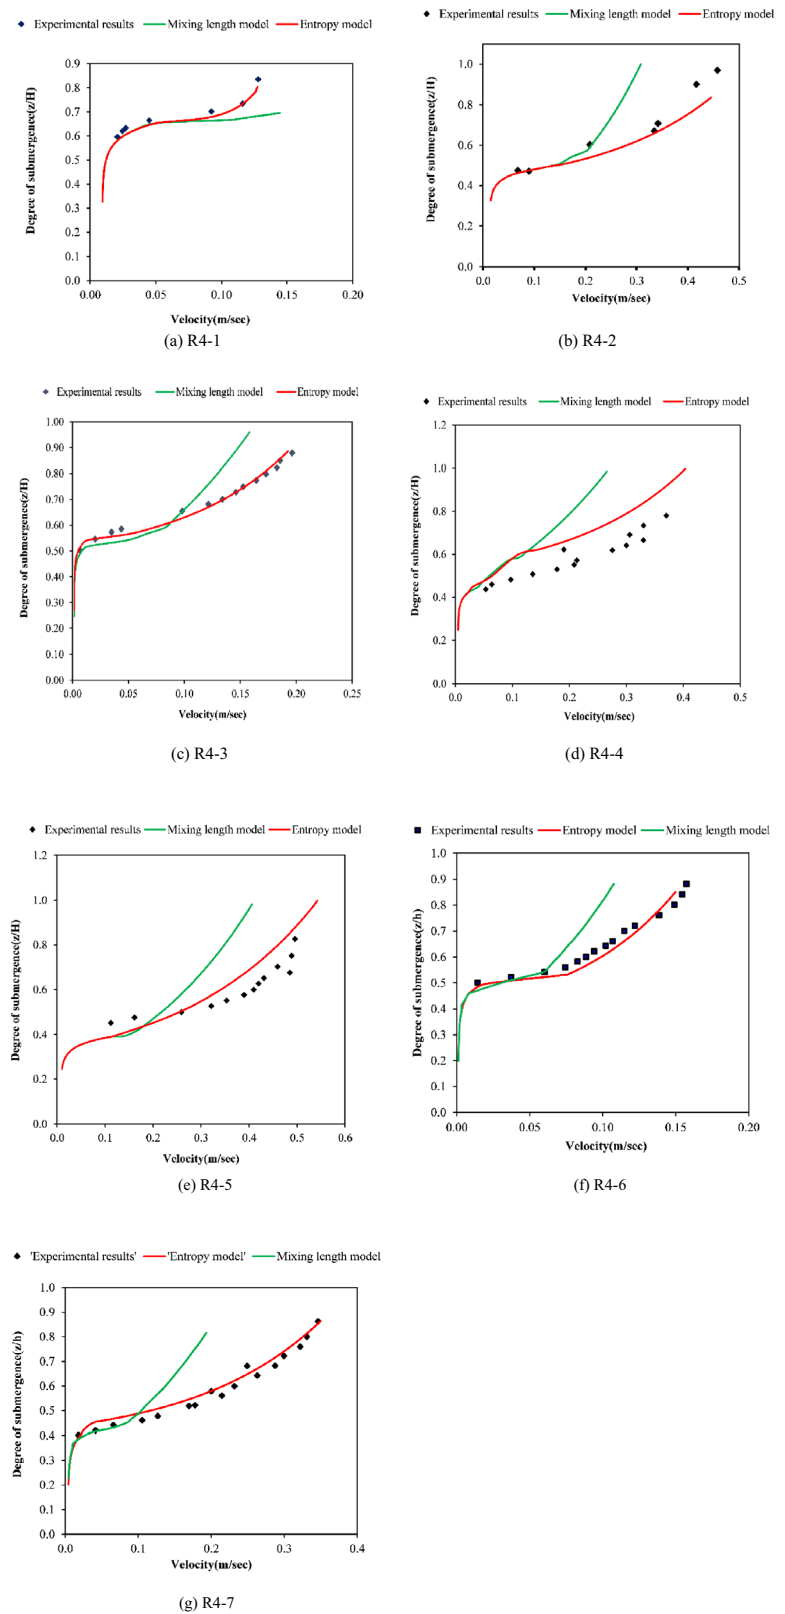 Experimental results Mixing length model Entropy model
0.9
0.8
0.7
0.6
0.5
0.4
0.3
0.2
0.1
0.0
Degree of submergence(z/H)
0.00 0.05 0.10 0.15 0.20
Velocity(m/sec)
(a) R4-1
Experimental results Mixing length model Entropy model
1.0
0.8
0.6
0.4
0.2
0.0
Degree of submergence(z/H)
0.0 0.1 0.2 0.3 0.4 0.5
Velocity(m/sec)
(b) R4-2
Experimental results Mixing length model Entropy model
1.00
0.90
0.80
0.70
0.60
0.50
0.40
0.30
0.20
0.10
0.00
Degree of submergence(z/H)
0.00 0.05 0.10 0.15 0.20 0.25
Velocity(m/sec)
(c) R4-3
Experimental results Mixing length model Entropy model
1.2
1.0
0.8
0.6
0.4
0.2
0.0
Degree of submergence(z/H)
0.0 0.1 0.2 0.3 0.4 0.5
Velocity(m/sec)
(d) R4-4
Experimental results Mixing length model Entropy model
1.2
1.0
0.8
0.6
0.4
0.2
0.0
Degree of submergence(z/H)
0.0 0.1 0.2 0.3 0.4 0.5 0.6
Velocity(m/sec)
(e) R4-5
Experimental results Entropy model Mixing length model
1.0
0.9
0.8
0.7
0.6
0.5
0.4
0.3
0.2
0.1
0.0
Degree of submergence(z/h)
0.00 0.05 0.10 0.15 0.20
Velocity(m/sec)
(f) R4-6
'Experimental results' 'Entropy model' Mixing length model
1.0
0.9
0.8
0.7
0.6
0.5
0.4
0.3
0.2
0.1
0.0
Degree of submergence(z/h)
0.0 0.1 0.2 0.3 0.4
Velocity(m/sec)
(g) R4-7